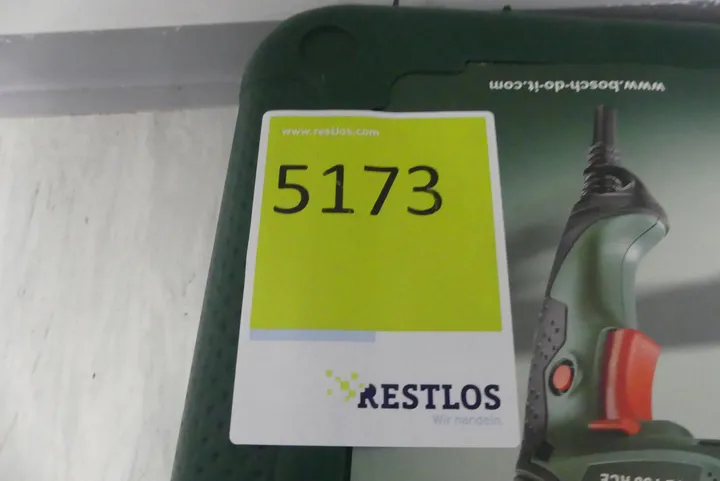 www.bosch-do-it.com
www.restlos.com
5173
RESTLOS
Wir handeln